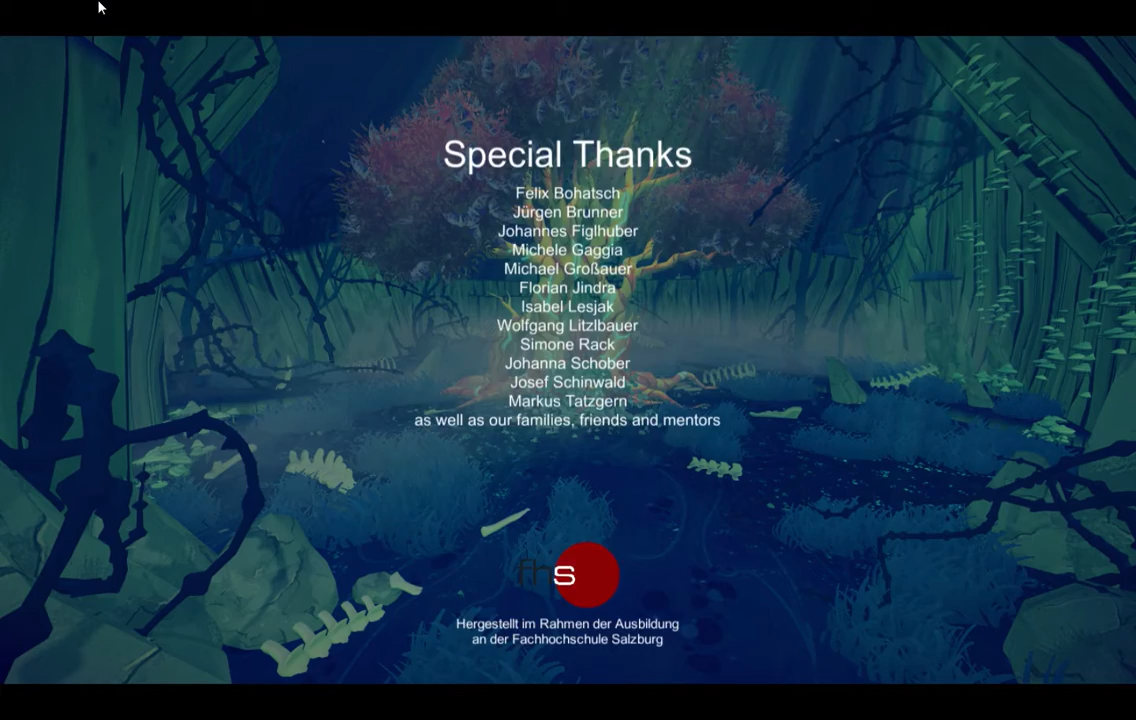 Special Thanks
Felix Bohatsch
Jürgen Brunner
Johannes Figlhuber
Michele Gaggia
Michael Großauer
Florian Jindra
Isabel Lesjak
Wolfgang Litzlbauer
Simone Rack
Johanna Schober
Josef Schinwald
Markus Tatzgern
as well as our families, friends and mentors
fhs
Hergestellt im Rahmen der Ausbildung
an der Fachhochschule Salzburg